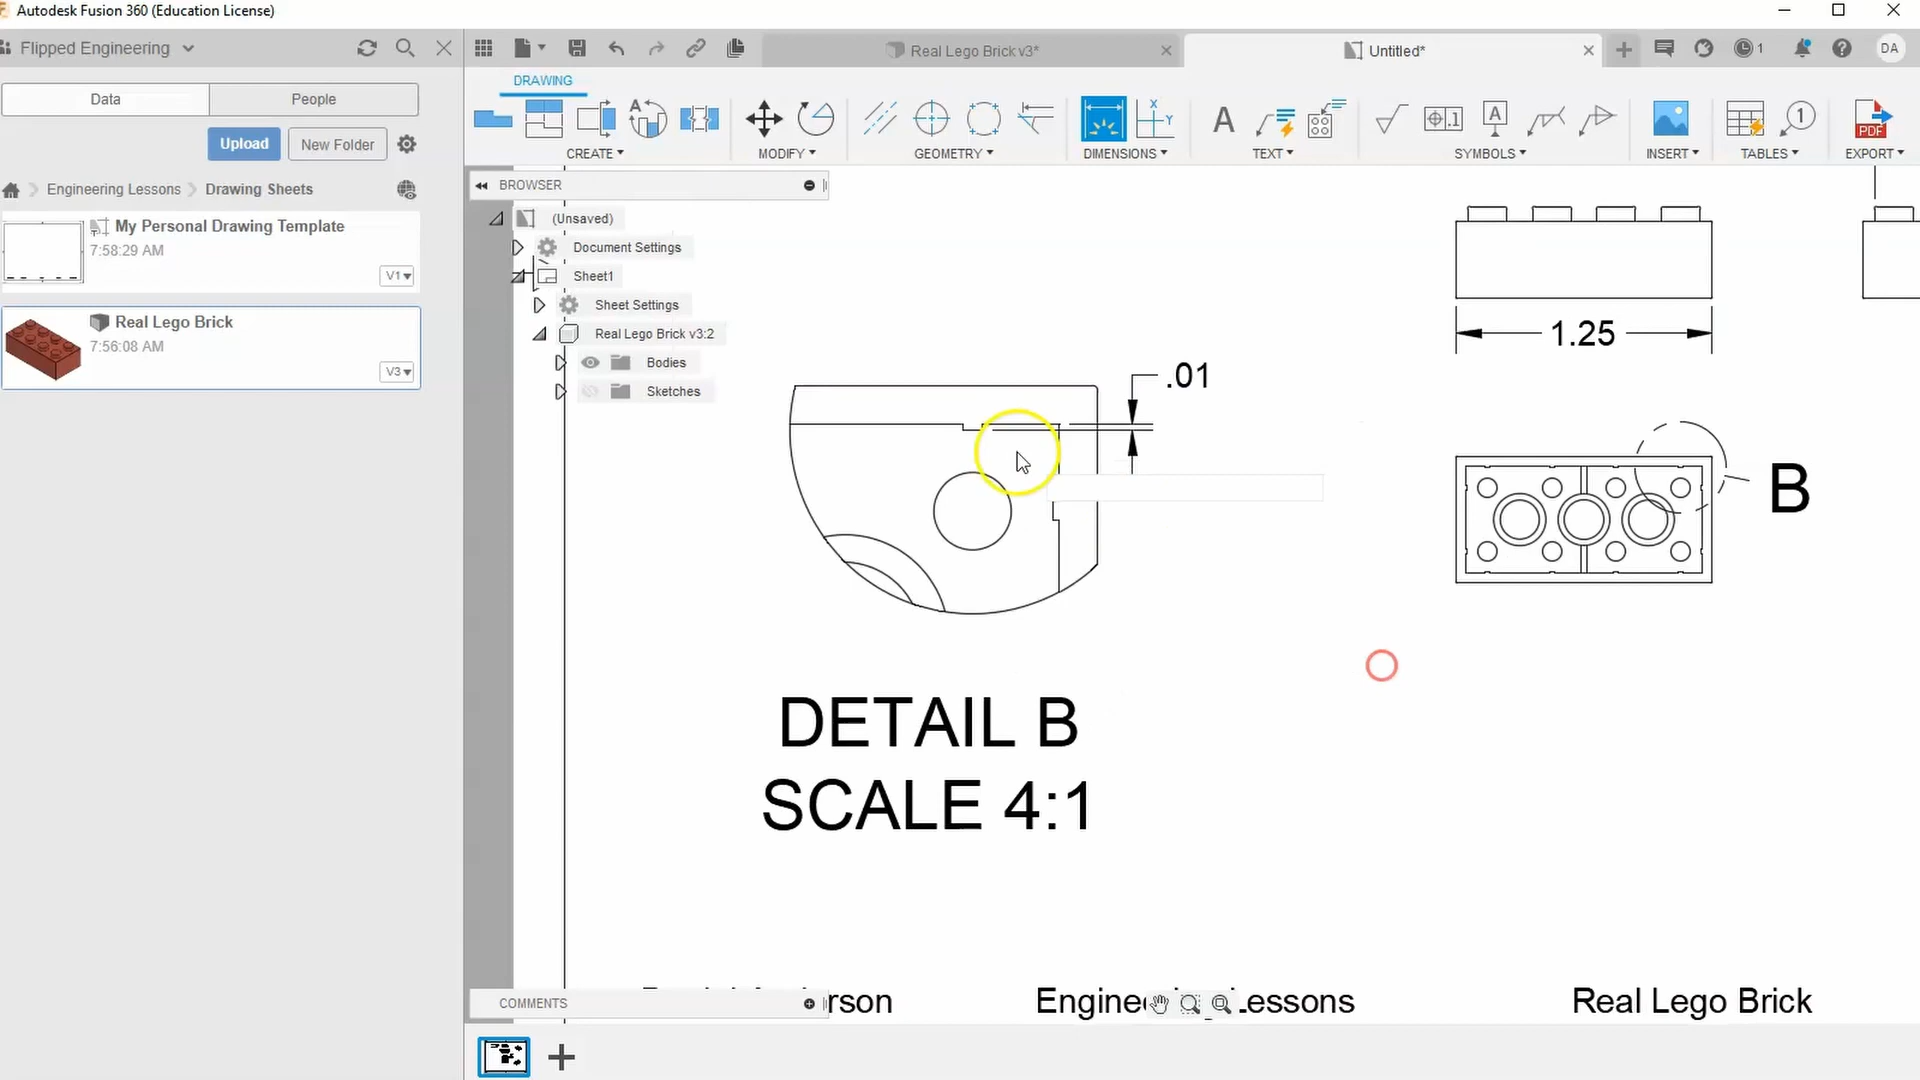 Autodesk Fusion 360 (Education License)
Flipped Engineering
Real Lego Brick v3*
Untitled*
1
DA
Data
People
Upload
New Folder
DRAWING
CREATE
MODIFY
GEOMETRY
DIMENSIONS
TEXT
SYMBOLS
INSERT
TABLES
EXPORT
PDF
Engineering Lessons
Drawing Sheets
My Personal Drawing Template
7:58:29 AM
V1
Real Lego Brick
7:56:08 AM
V3
BROWSER
(Unsaved)
Document Settings
Sheet1
Sheet Settings
Real Lego Brick v3:2
Bodies
Sketches
1.25
.01
B
DETAIL B
SCALE 4:1
COMMENTS
Real Lego Brick